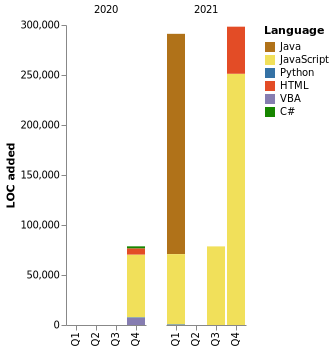 2020
2021
Language
Java
JavaScript
Python
HTML
VBA
C#
LOC added
300,000
250,000
200,000
150,000
100,000
50,000
0
Q1
Q2
Q3
Q4
Q1
Q2
Q3
Q4